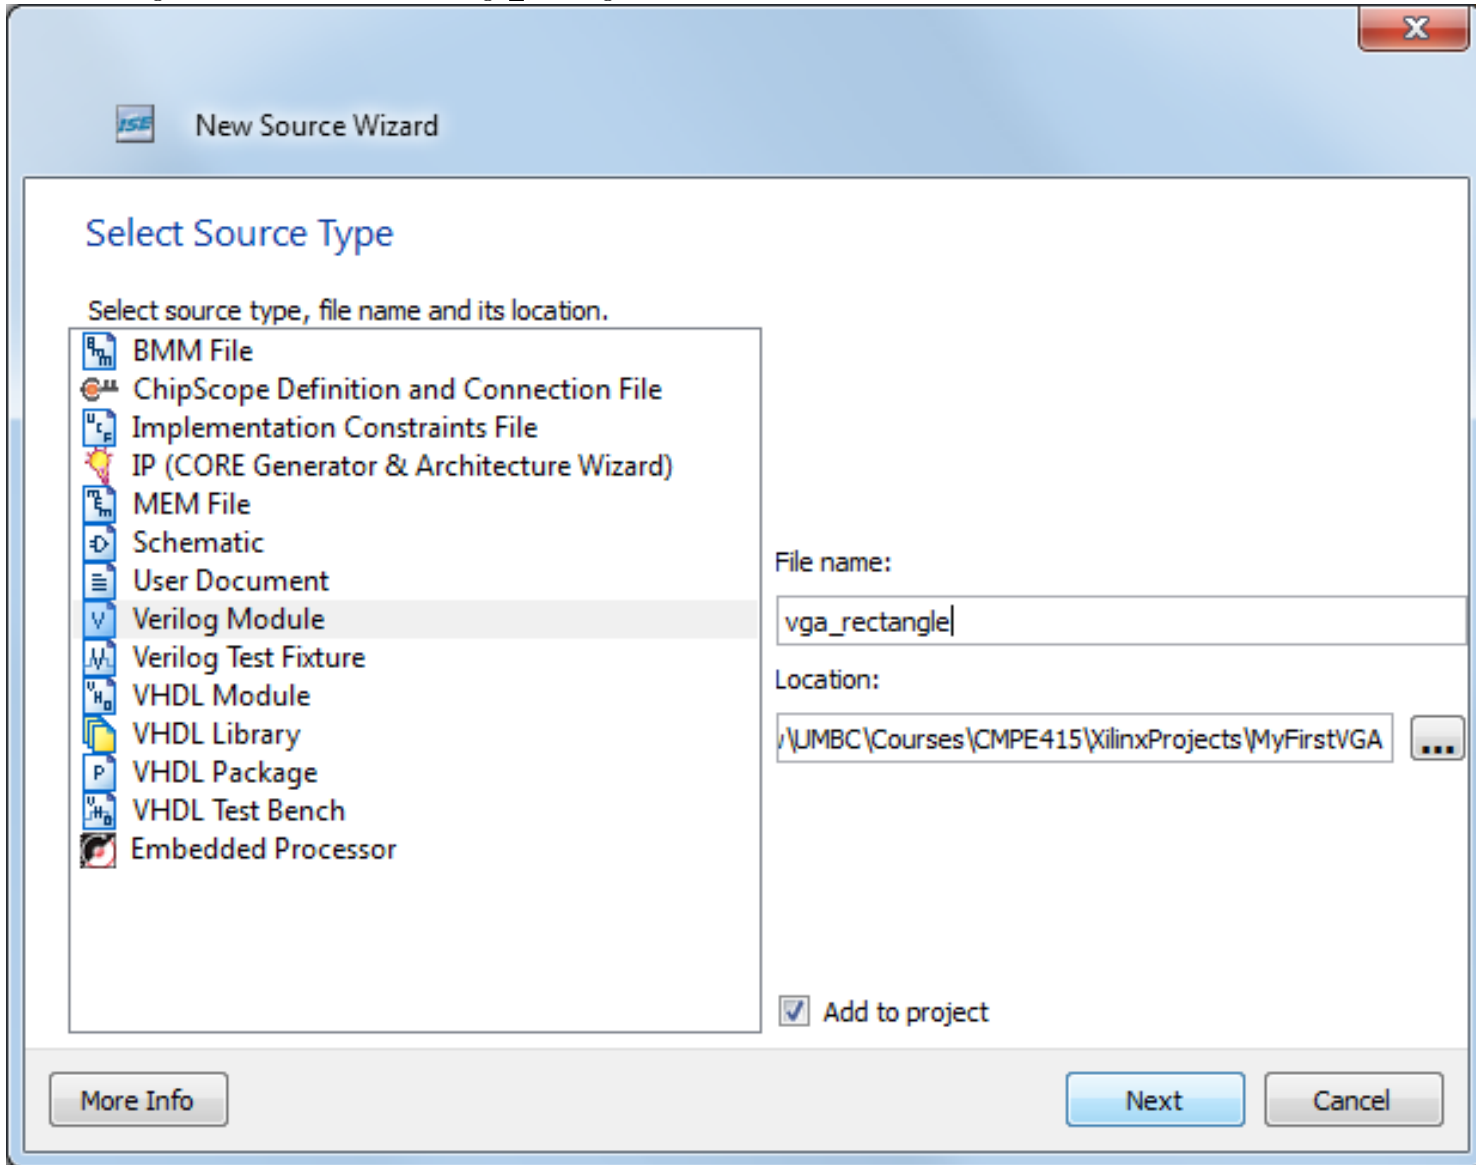 X
ISE New Source Wizard
Select Source Type
Select source type, file name and its location.
BMM File
ChipScope Definition and Connection File
Implementation Constraints File
IP (CORE Generator & Architecture Wizard)
MEM File
Schematic
User Document
Verilog Module
Verilog Test Fixture
VHDL Module
VHDL Library
VHDL Package
VHDL Test Bench
Embedded Processor
File name:
vga_rectangle
Location:
\UMBC\Courses\CMPE415\XilinxProjects\MyFirstVGA
...
Add to project
More Info
Next
Cancel